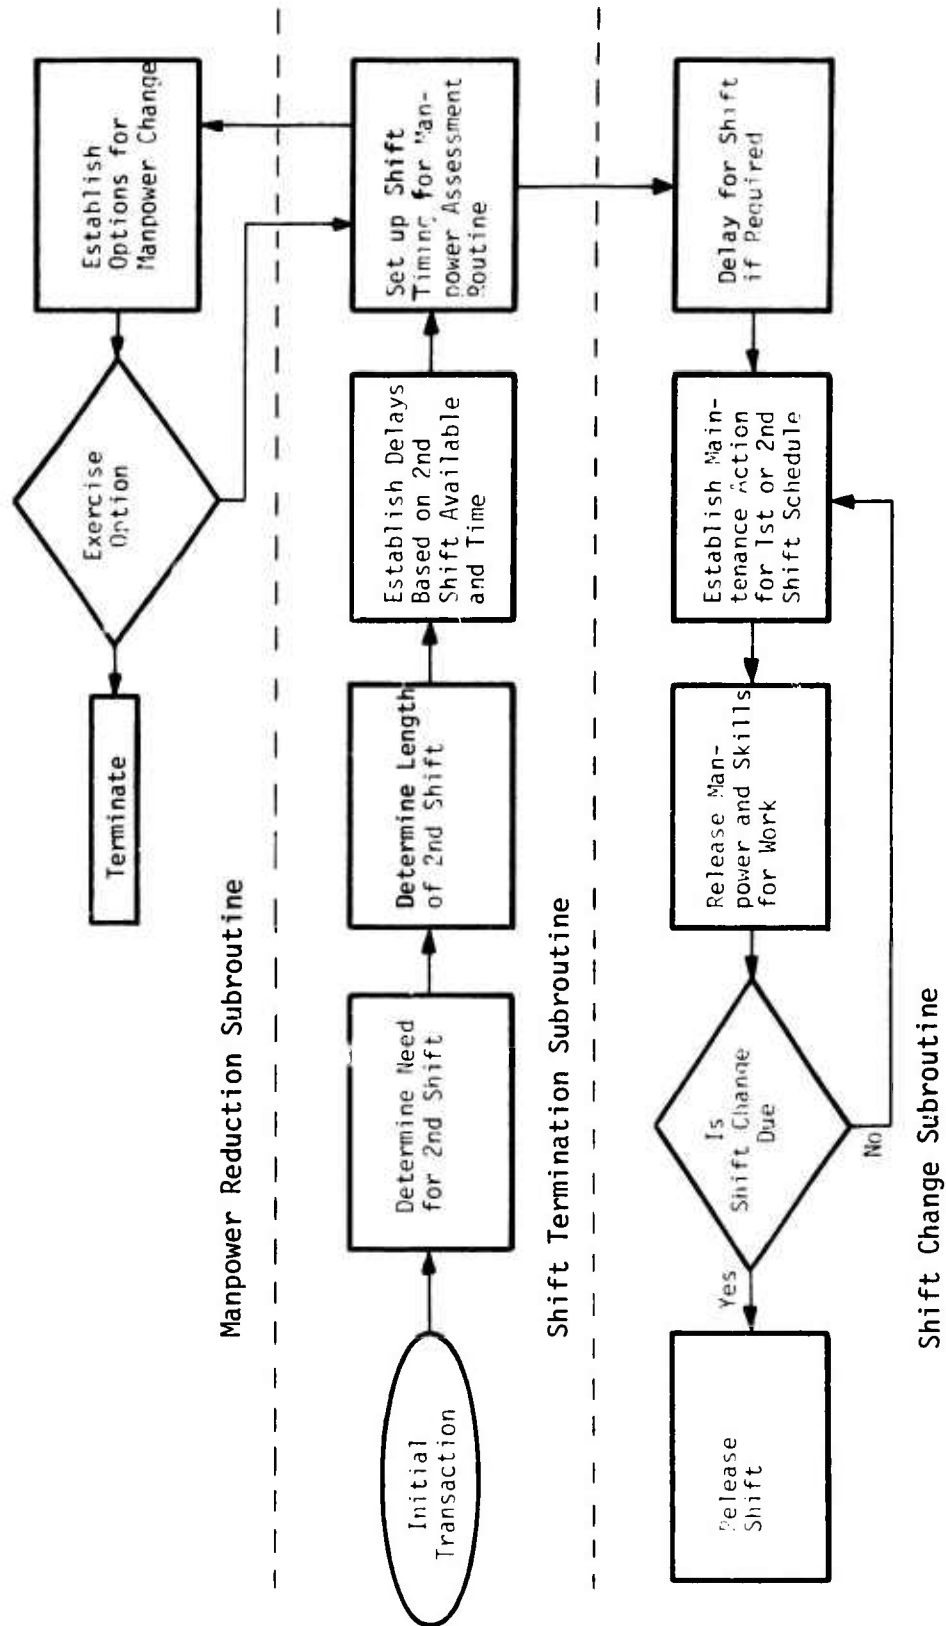 Establish
Options for
Manpower Change
Exercise
Option
Terminate
Manpower Reduction Subroutine
Initial
Transaction
Determine Need
for 2nd Shift
Determine Length
of 2nd Shift
Establish Delays
Based on 2nd
Shift Available
and Time
Set up Shift
Timing for Man-
power Assessment
Routine
Shift Termination Subroutine
Delay for Shift
if Required
Establish Main-
tenance Action
for 1st or 2nd
Shift Schedule
Release Man-
power and Skills
for Work
Is
Shift Change
Due
Yes
No
Release
Shift
Shift Change Subroutine